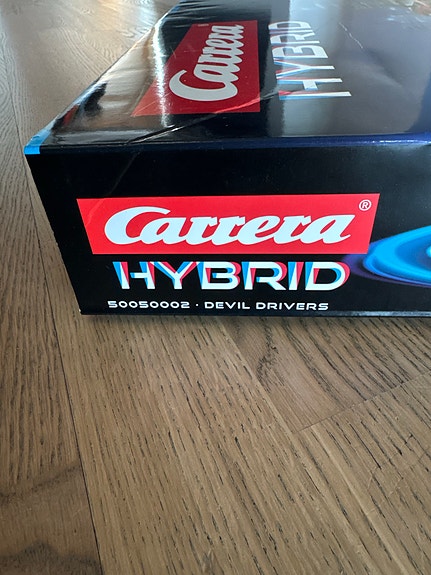 Carrera
HYBRID
Carrera®
HYBRID
50050002 · DEVIL DRIVERS